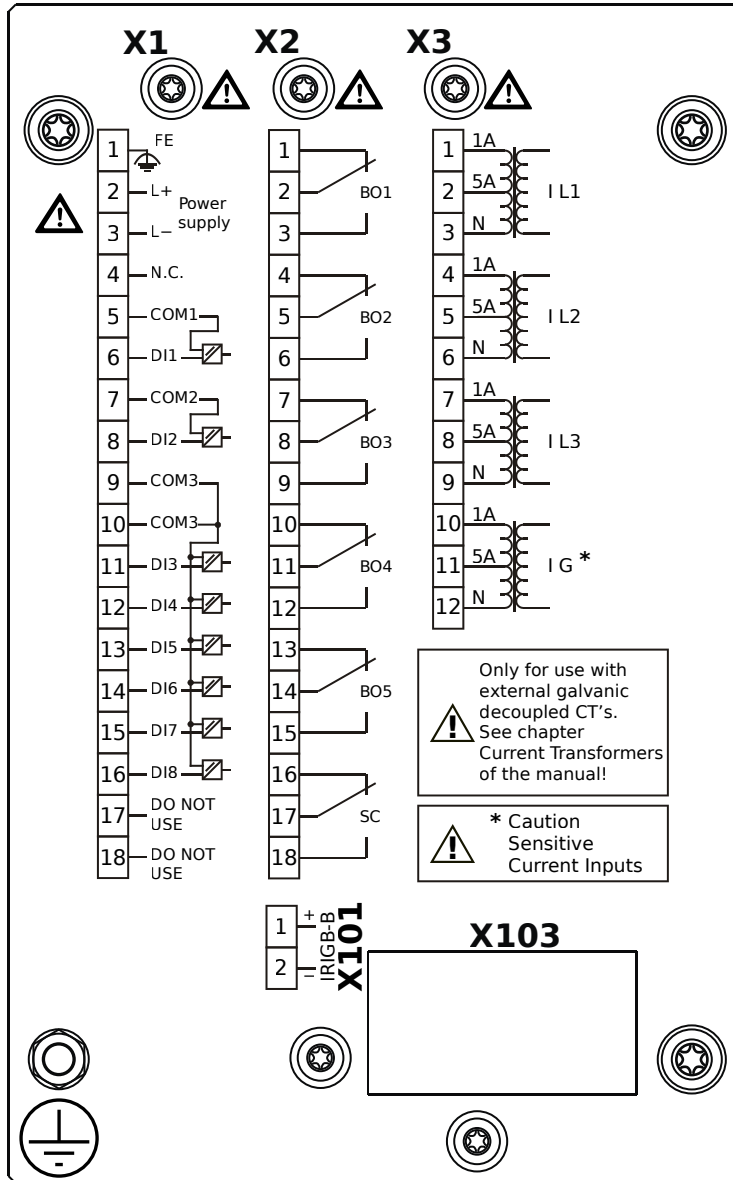 X1
X2
X3
1 FE
2 L+
Power
supply
3 L−
4 N.C.
5 COM1
6 DI1
7 COM2
8 DI2
9 COM3
10 COM3
11 DI3
12 DI4
13 DI5
14 DI6
15 DI7
16 DI8
17 DO NOT
USE
18 DO NOT
USE
1
2 BO1
3
4
5 BO2
6
7
8 BO3
9
10
11 BO4
12
13
14 BO5
15
16
17 SC
18
1 1A
2 5A I L1
3 N
4 1A
5 5A I L2
6 N
7 1A
8 5A I L3
9 N
10 1A
11 5A I G *
12 N
! Only for use with
external galvanic
decoupled CT's.
See chapter
Current Transformers
of the manual!
! * Caution
Sensitive
Current Inputs
1 +
2 −
IRIGB-B
X101
X103